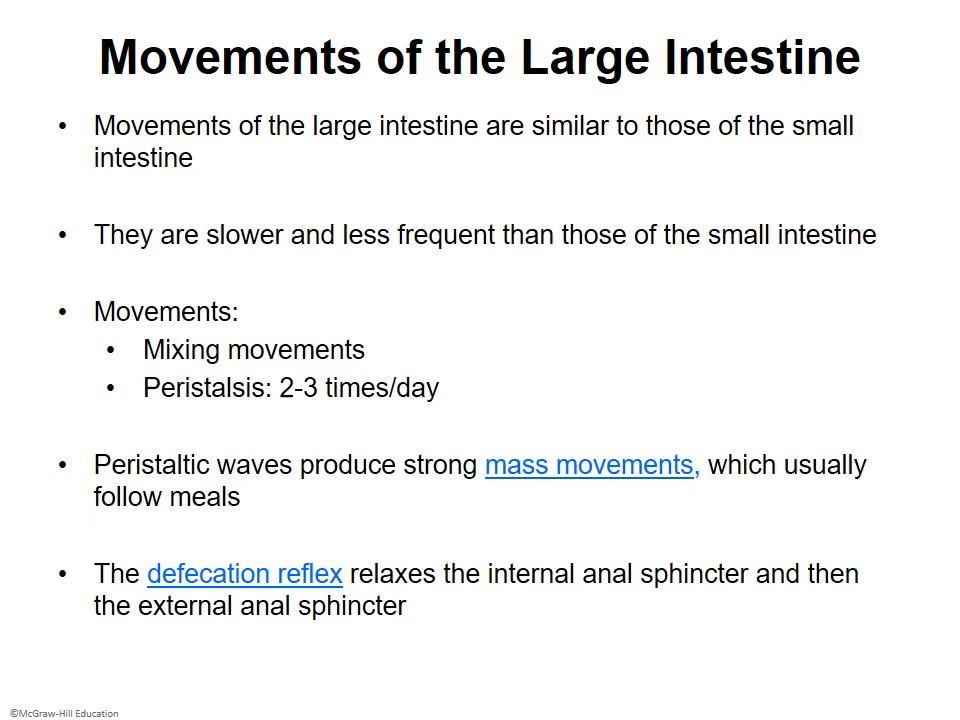 Movements of the Large Intestine
• Movements of the large intestine are similar to those of the small
intestine
• They are slower and less frequent than those of the small intestine
• Movements:
• Mixing movements
• Peristalsis: 2-3 times/day
• Peristaltic waves produce strong mass movements, which usually
follow meals
• The defecation reflex relaxes the internal anal sphincter and then
the external anal sphincter
©McGraw-Hill Education